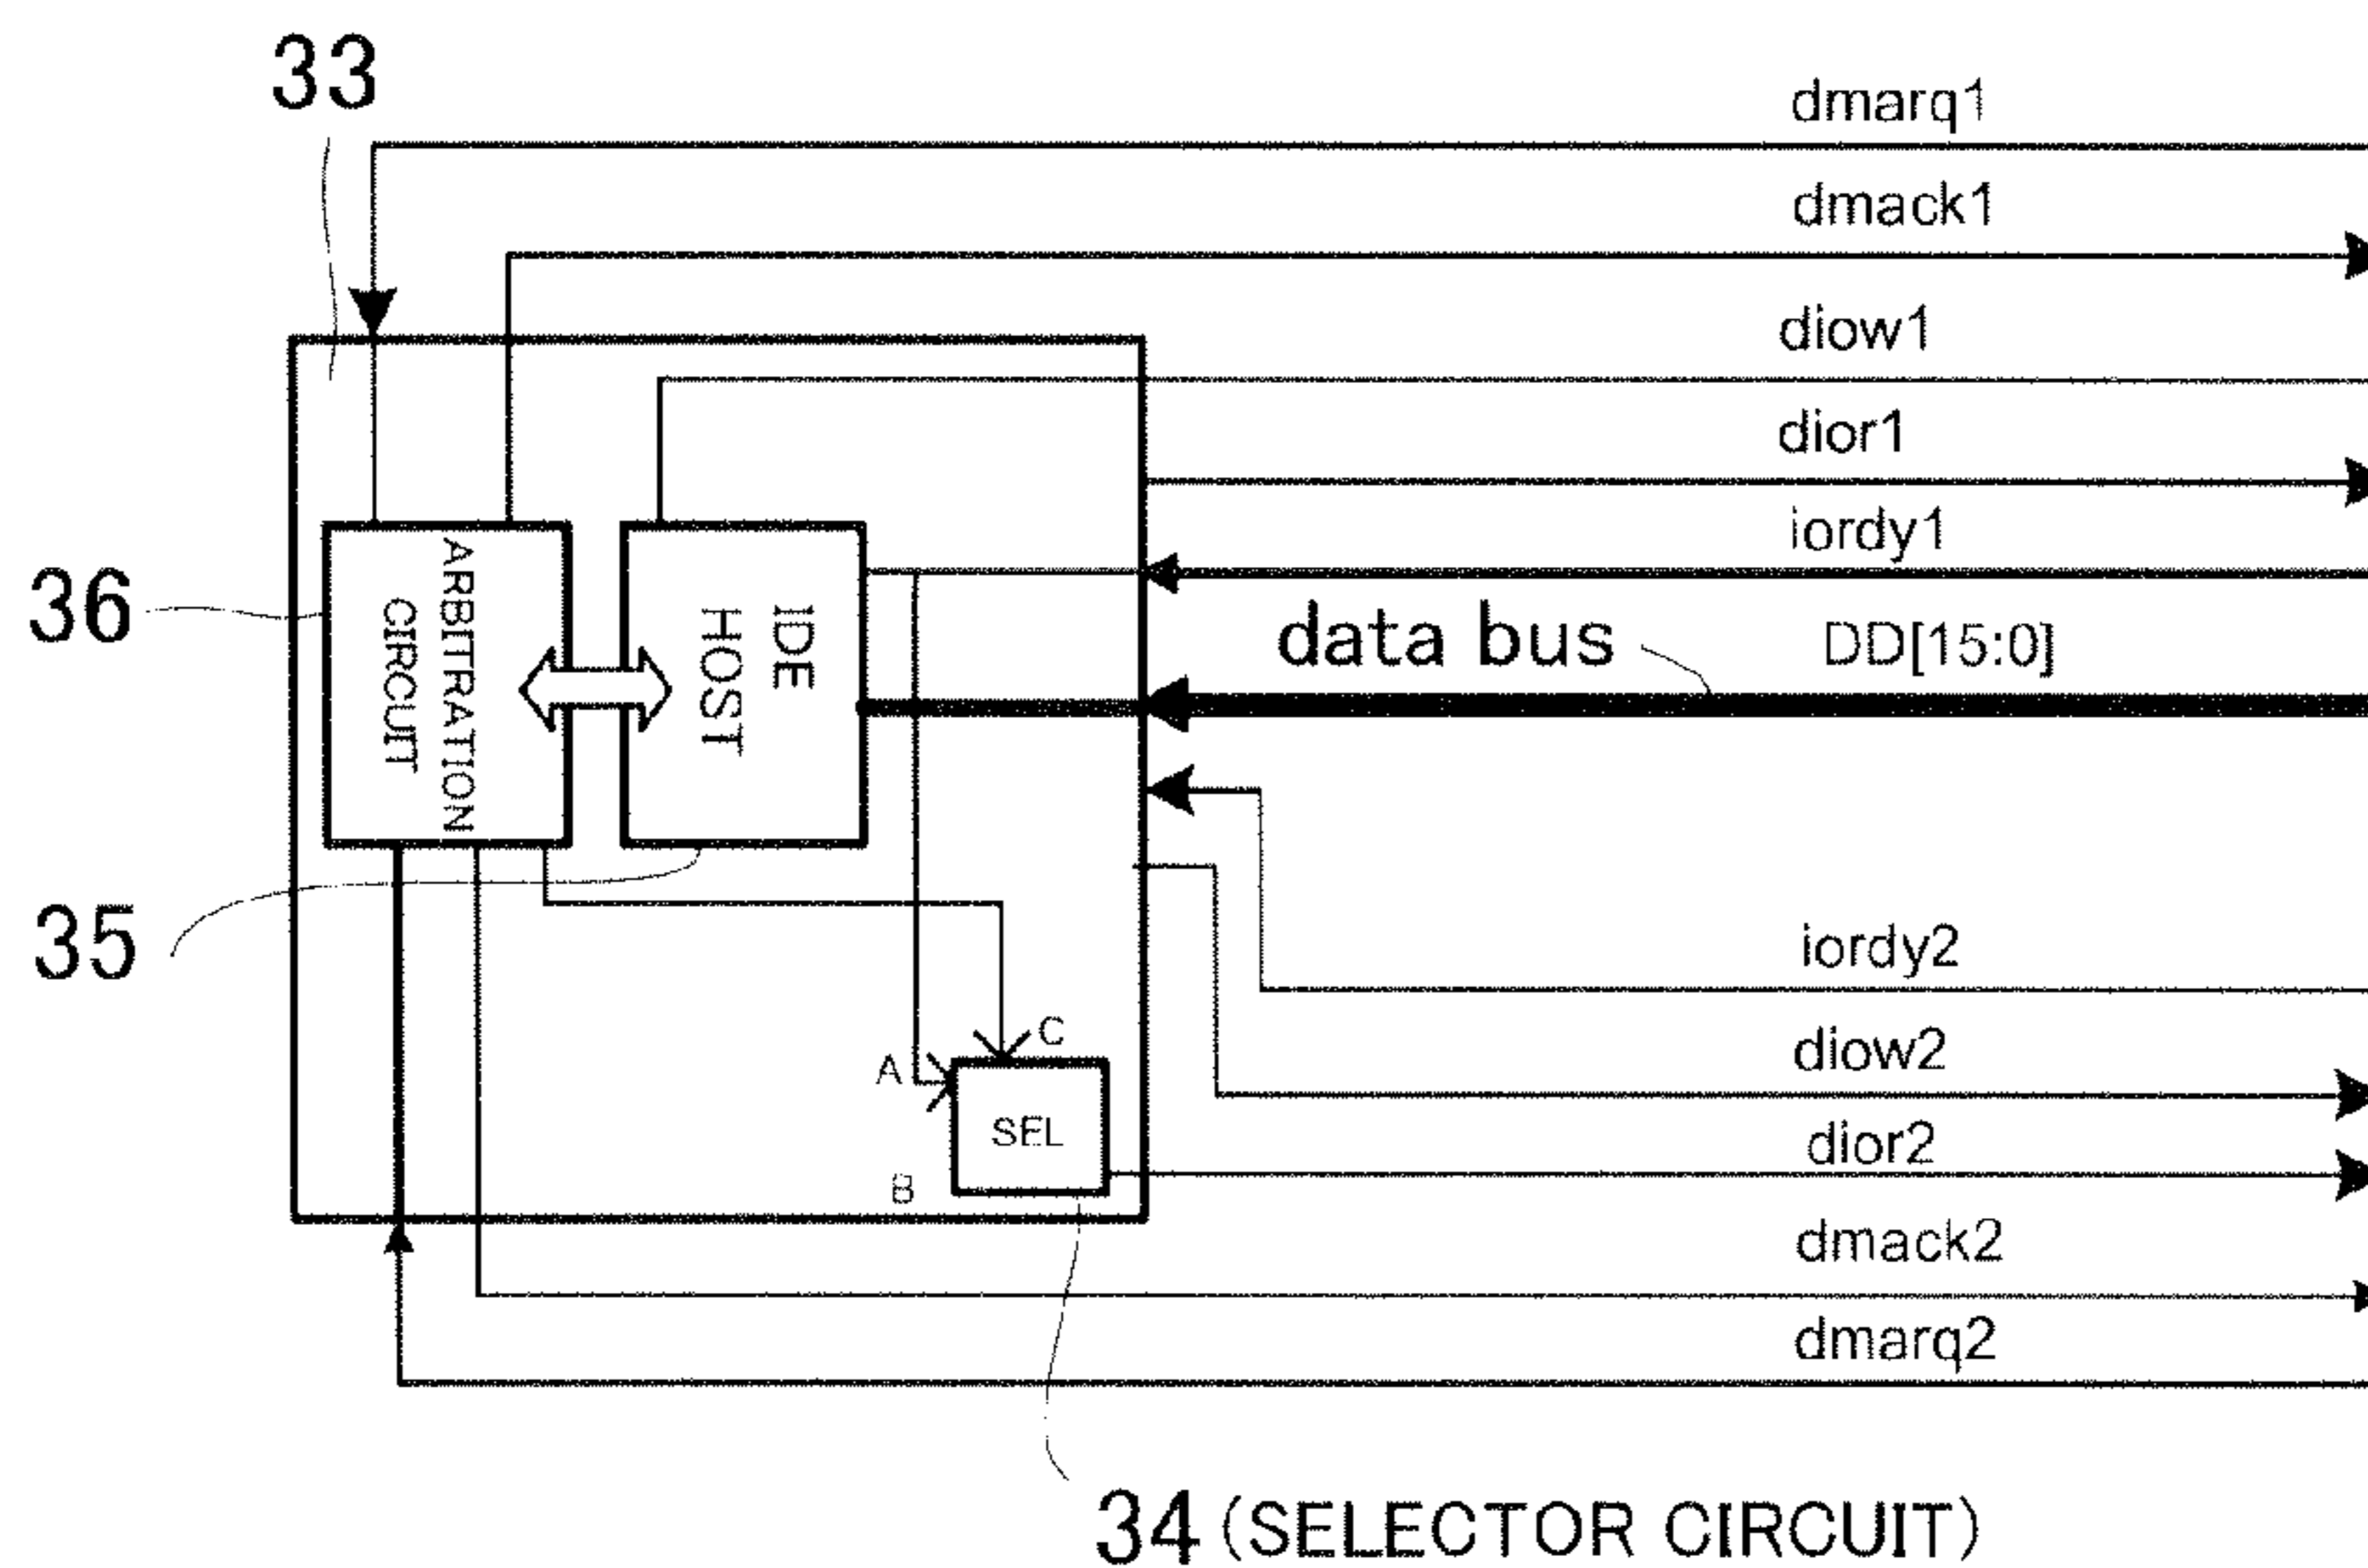 33
dmarq1
dmack1
diow1
dior1
iordy1
36
ARBITRATION
CIRCUIT
IDE
HOST
data bus
DD[15:0]
35
iordy2
C
A
diow2
SEL
dior2
B
dmack2
dmarq2
34 (SELECTOR CIRCUIT)